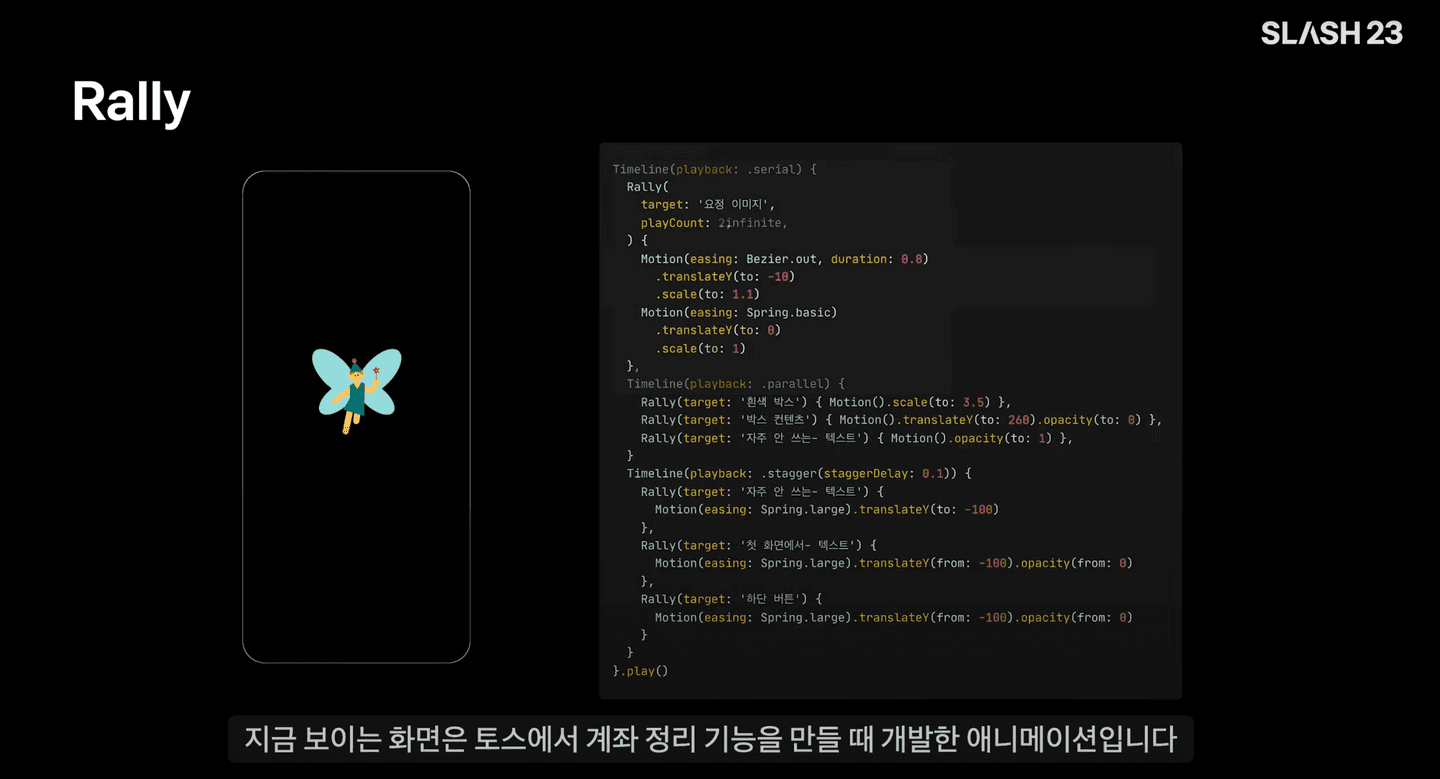 SLASH 23
Rally
Timeline(playback: .serial) {
Rally(
target: '요정 이미지',
playCount: infinite,
) {
Motion(easing: Bezier.out, duration: 0.8)
.translateY(to: -10)
.scale(to: 1.1)
Motion(easing: Spring.basic)
.translateY(to: 0)
.scale(to: 1)
},
Timeline(playback: .parallel) {
Rally(target: '흰색 박스') { Motion().scale(to: 3.5) },
Rally(target: '박스 컨텐츠') { Motion().translateY(to: 260).opacity(to: 0) },
Rally(target: '자주 안 쓰는- 텍스트') { Motion().opacity(to: 1) },
}
Timeline(playback: .stagger(staggerDelay: 0.1)) {
Rally(target: '자주 안 쓰는- 텍스트') {
Motion(easing: Spring.large).translateY(to: -100)
},
Rally(target: '첫 화면에서- 텍스트') {
Motion(easing: Spring.large).translateY(from: -100).opacity(from: 0)
},
Rally(target: '하단 버튼') {
Motion(easing: Spring.large).translateY(from: -100).opacity(from: 0)
}
}
}.play()
지금 보이는 화면은 토스에서 계좌 정리 기능을 만들 때 개발한 애니메이션입니다